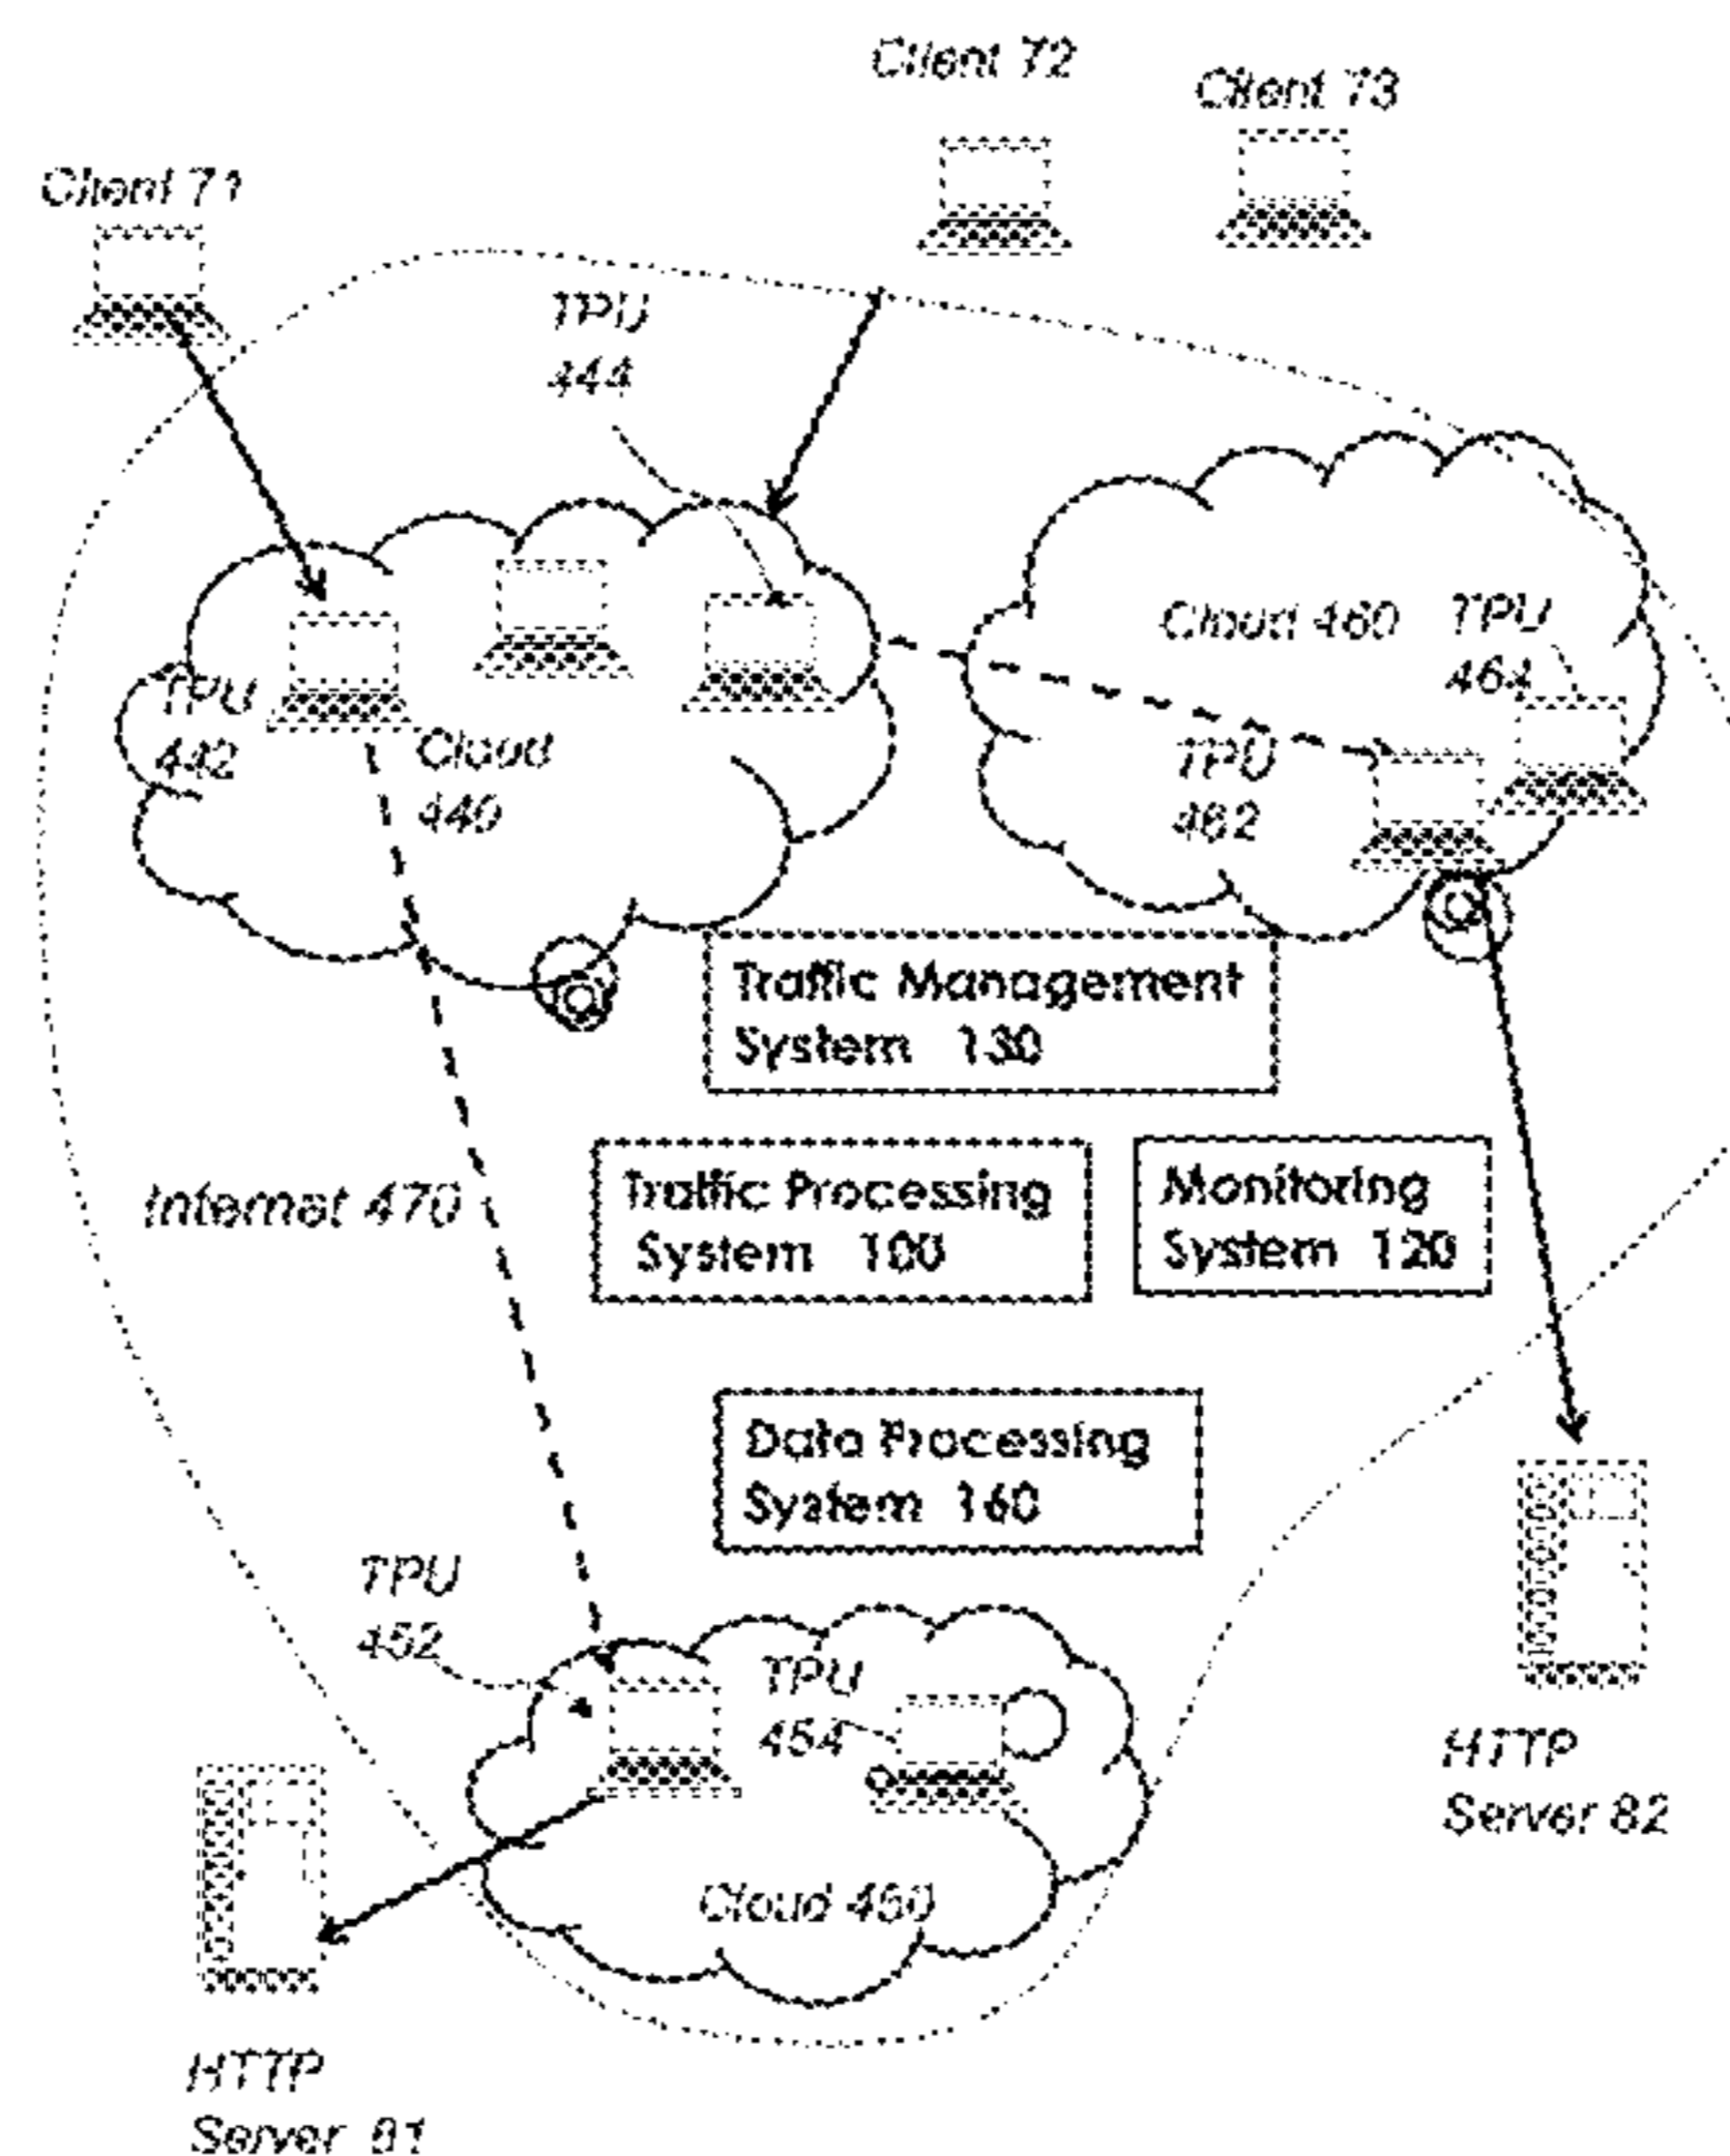 Client 72
Client 73
Client 71
TPU
444
Cloud 460
TPU
464
TPU
442
Cloud
440
TPU
462
Traffic Management
System 130
Internet 470
Traffic Processing
System 100
Monitoring
System 120
Data Processing
System 160
TPU
452
TPU
454
Cloud 450
HTTP
Server 82
HTTP
Server 81